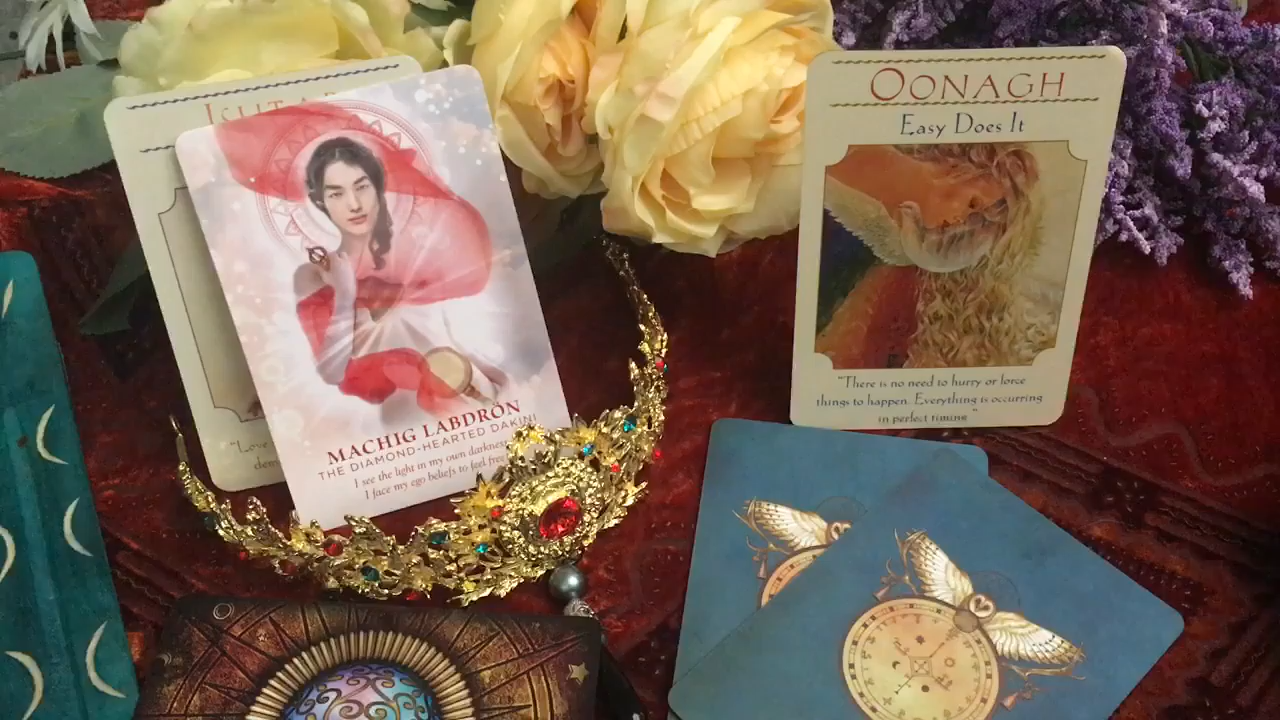 OONAGH
Easy Does It
"There is no need to hurry or force
things to happen. Everything is occurring
in perfect timing."
MACHIG LABDRÓN
THE DIAMOND-HEARTED DAKINI
I see the light in my own darkness
I face my ego beliefs to feel free
"Love